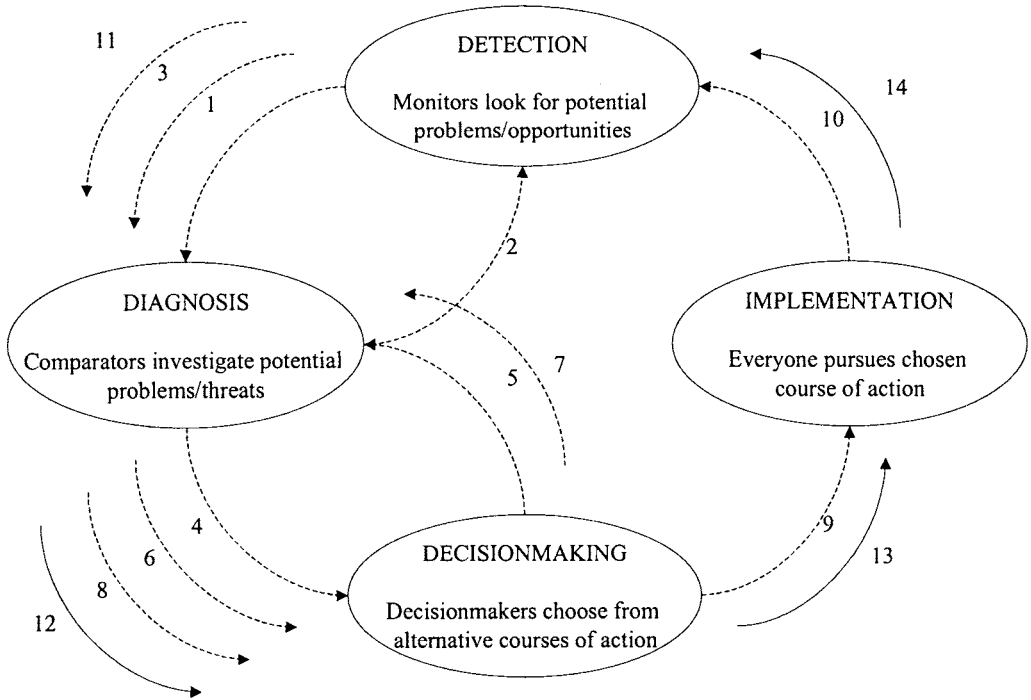 DETECTION
Monitors look for potential
problems/opportunities
11
3
1
14
10
2
DIAGNOSIS
Comparators investigate potential
problems/threats
IMPLEMENTATION
Everyone pursues chosen
course of action
7
5
4
6
8
12
9
13
DECISIONMAKING
Decisionmakers choose from
alternative courses of action